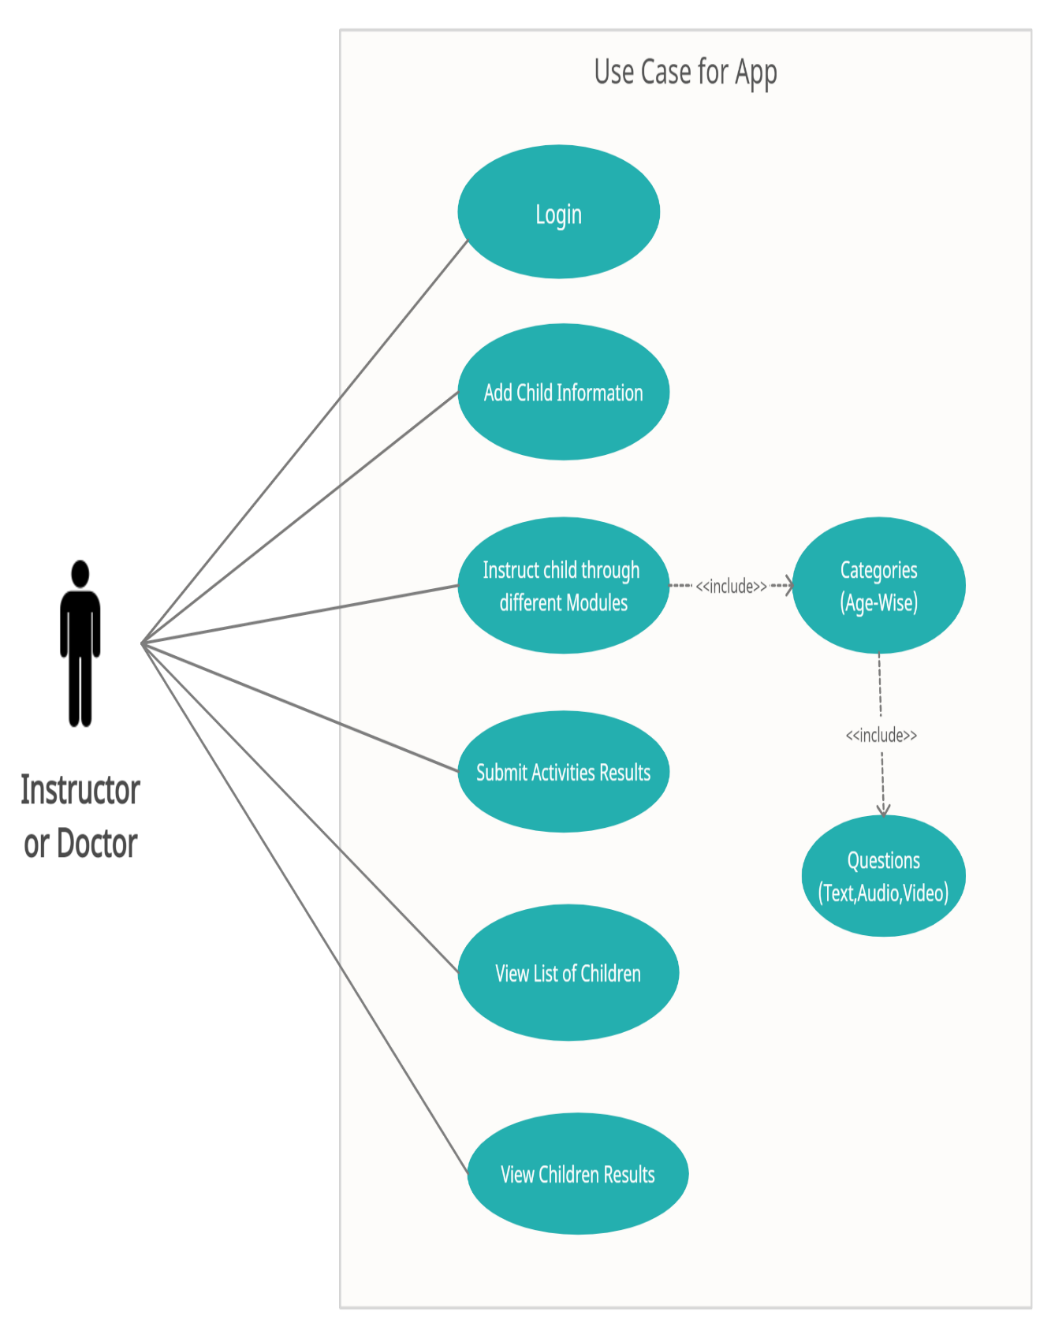 Use Case for App
Login
Add Child Information
Instruct child through
different Modules
<<include>>
Categories
(Age-Wise)
<<include>>
Submit Activities Results
Instructor
or Doctor
Questions
(Text,Audio,Video)
View List of Children
View Children Results